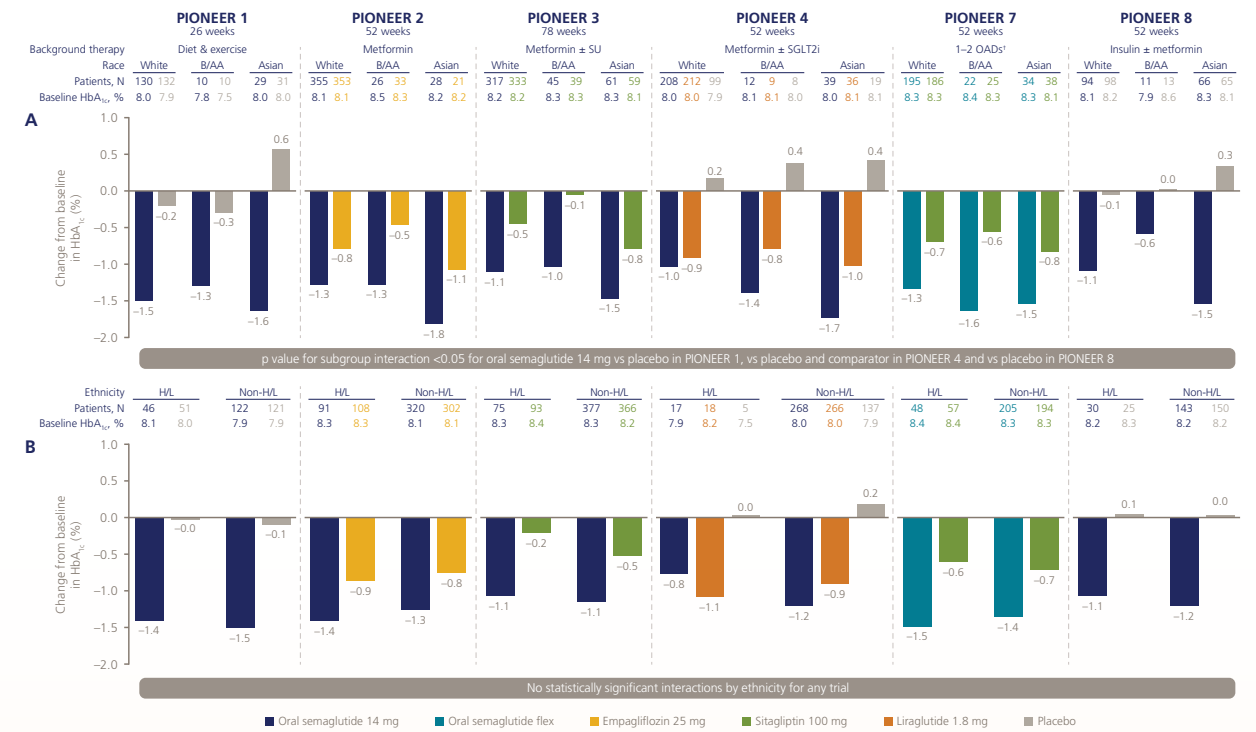 PIONEER 1 PIONEER 2 PIONEER 3 PIONEER 4 PIONEER 7 PIONEER 8
26 weeks 52 weeks 78 weeks 52 weeks 52 weeks 52 weeks
Background therapy Diet & exercise Metformin Metformin ± SU Metformin ± SGLT2i 1–2 OADs† Insulin ± metformin
Race White B/AA Asian White B/AA Asian White B/AA Asian White B/AA Asian White B/AA Asian White B/AA Asian
Patients, N 130 132 10 10 29 31 355 353 26 33 28 21 317 333 45 39 61 59 208 212 99 12 9 8 39 36 19 195 186 22 25 34 38 94 98 11 13 66 65
Baseline HbA1c, % 8.0 7.9 7.8 7.5 8.0 8.0 8.1 8.1 8.5 8.3 8.2 8.2 8.2 8.2 8.3 8.3 8.3 8.1 8.0 8.0 7.9 8.1 8.1 8.0 8.0 8.1 8.1 8.3 8.3 8.4 8.3 8.3 8.1 8.1 8.2 7.9 8.6 8.3 8.1
A
Change from baseline
in HbA1c (%)
1.0
0.5
0.0
–0.5
–1.0
–1.5
–2.0
–1.5 –0.2 –1.3 –0.3 –1.6 0.6
–1.3 –0.8 –1.3 –0.5 –1.8 –1.1
–1.1 –0.5 –1.0 –0.1 –1.5 –0.8
–1.0 –0.9 0.2 –1.4 –0.8 0.4 –1.7 –1.0 0.4
–1.3 –0.7 –1.6 –0.6 –1.5 –0.8
–1.1 –0.1 –0.6 0.0 –1.5 0.3
p value for subgroup interaction <0.05 for oral semaglutide 14 mg vs placebo in PIONEER 1, vs placebo and comparator in PIONEER 4 and vs placebo in PIONEER 8
Ethnicity H/L Non-H/L H/L Non-H/L H/L Non-H/L H/L Non-H/L H/L Non-H/L H/L Non-H/L
Patients, N 46 51 122 121 91 108 320 302 75 93 377 366 17 18 5 268 266 137 48 57 205 194 30 25 143 150
Baseline HbA1c, % 8.1 8.0 7.9 7.9 8.3 8.3 8.1 8.1 8.3 8.4 8.3 8.2 7.9 8.2 7.5 8.0 8.0 7.9 8.4 8.4 8.3 8.3 8.2 8.3 8.2 8.2
B
Change from baseline
in HbA1c (%)
1.0
0.5
0.0
–0.5
–1.0
–1.5
–2.0
–1.4 –0.0 –1.5 –0.1
–1.4 –0.9 –1.3 –0.8
–1.1 –0.2 –1.1 –0.5
–0.8 –1.1 0.0 –1.2 –0.9 0.2
–1.5 –0.6 –1.4 –0.7
–1.1 0.1 –1.2 0.0
No statistically significant interactions by ethnicity for any trial
Oral semaglutide 14 mg Oral semaglutide flex Empagliflozin 25 mg Sitagliptin 100 mg Liraglutide 1.8 mg Placebo